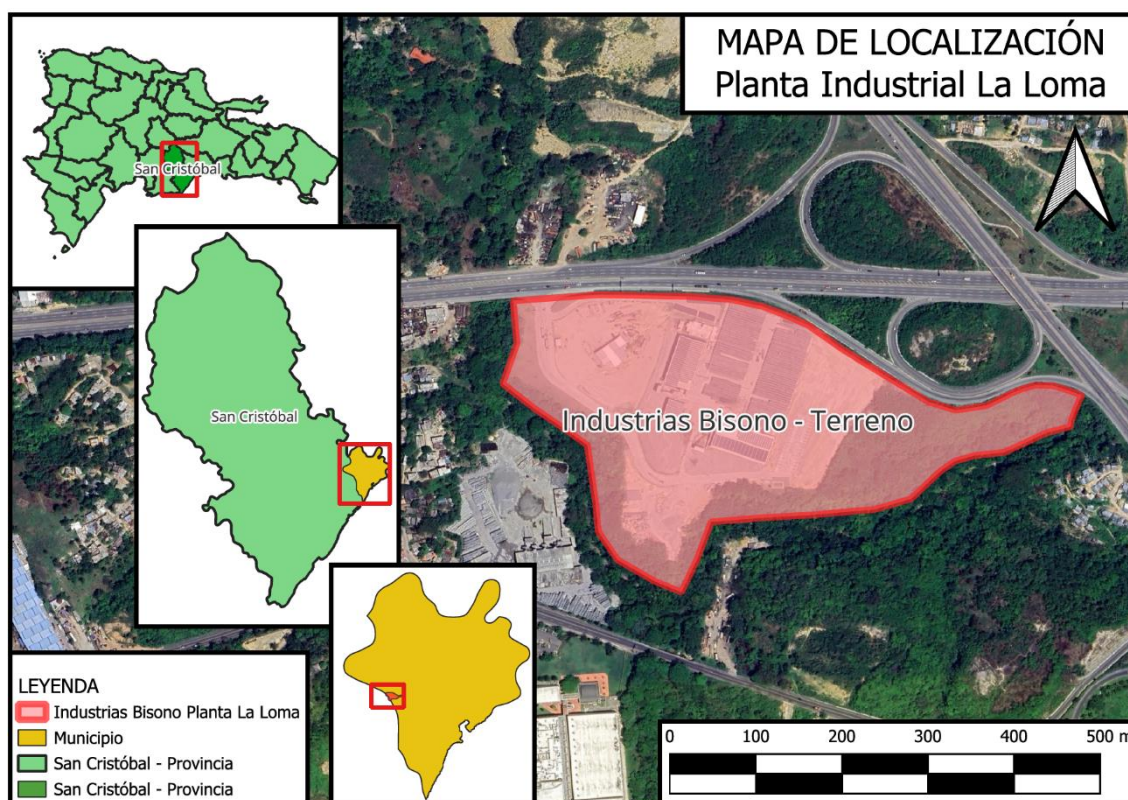 MAPA DE LOCALIZACIÓN
Planta Industrial La Loma
San Cristóbal
San Cristóbal
Industrias Bisono - Terreno
LEYENDA
Industrias Bisono Planta La Loma
Municipio
San Cristóbal - Provincia
San Cristóbal - Provincia
0 100 200 300 400 500 m